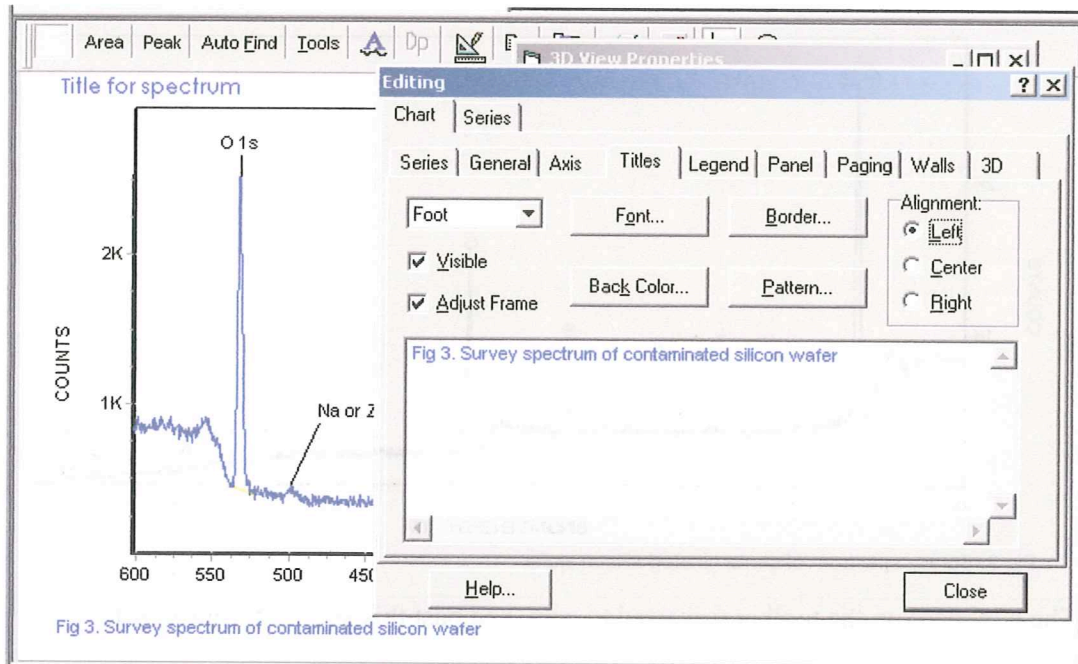 Area Peak Auto Find Tools A Dp
3D View Properties
Title for spectrum
Editing
Chart Series
Series General Axis Titles Legend Panel Paging Walls 3D
Foot Font... Border... Alignment:
Left
Visible
Center
Back Color... Pattern...
Adjust Frame
Right
Fig 3. Survey spectrum of contaminated silicon wafer
O 1s
2K
COUNTS
1K
Na or
600 550 500 450
Help... Close
Fig 3. Survey spectrum of contaminated silicon wafer